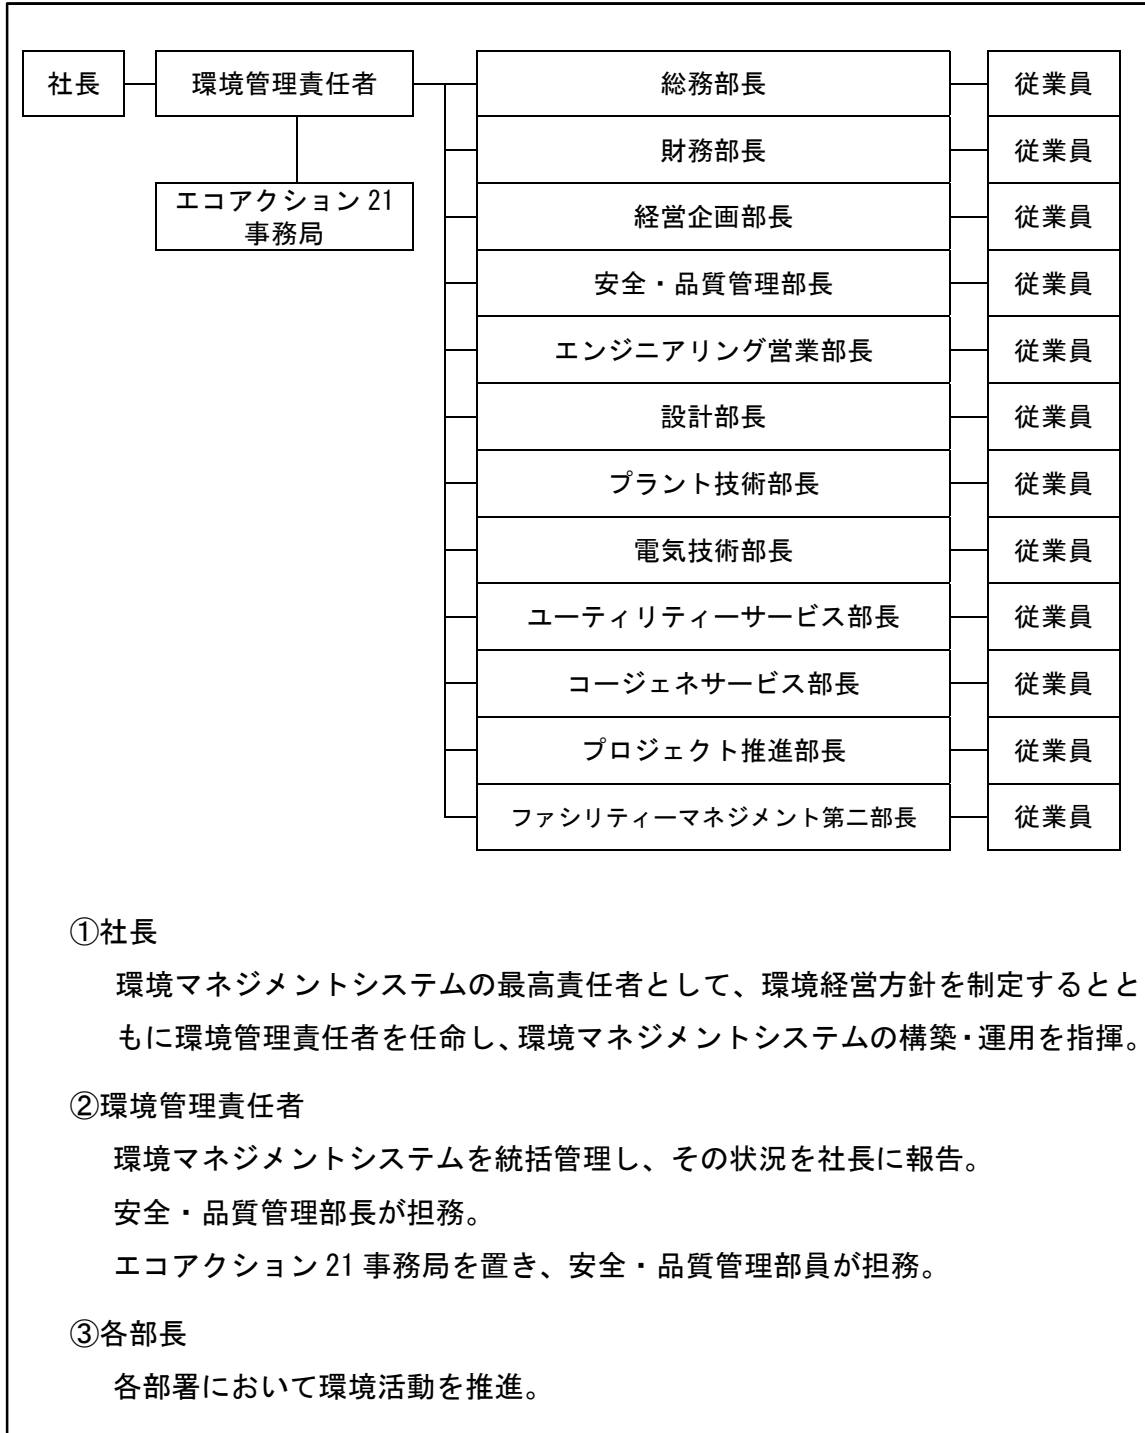 社長
環境管理責任者
エコアクション 21
事務局
総務部長
従業員
財務部長
従業員
経営企画部長
従業員
安全・品質管理部長
従業員
エンジニアリング営業部長
従業員
設計部長
従業員
プラント技術部長
従業員
電気技術部長
従業員
ユーティリティーサービス部長
従業員
コージェネサービス部長
従業員
プロジェクト推進部長
従業員
ファシリティーマネジメント第二部長
従業員
①社長
環境マネジメントシステムの最高責任者として、環境経営方針を制定するとと
もに環境管理責任者を任命し、環境マネジメントシステムの構築・運用を指揮。
②環境管理責任者
環境マネジメントシステムを統括管理し、その状況を社長に報告。
安全・品質管理部長が担務。
エコアクション 21 事務局を置き、安全・品質管理部員が担務。
③各部長
各部署において環境活動を推進。